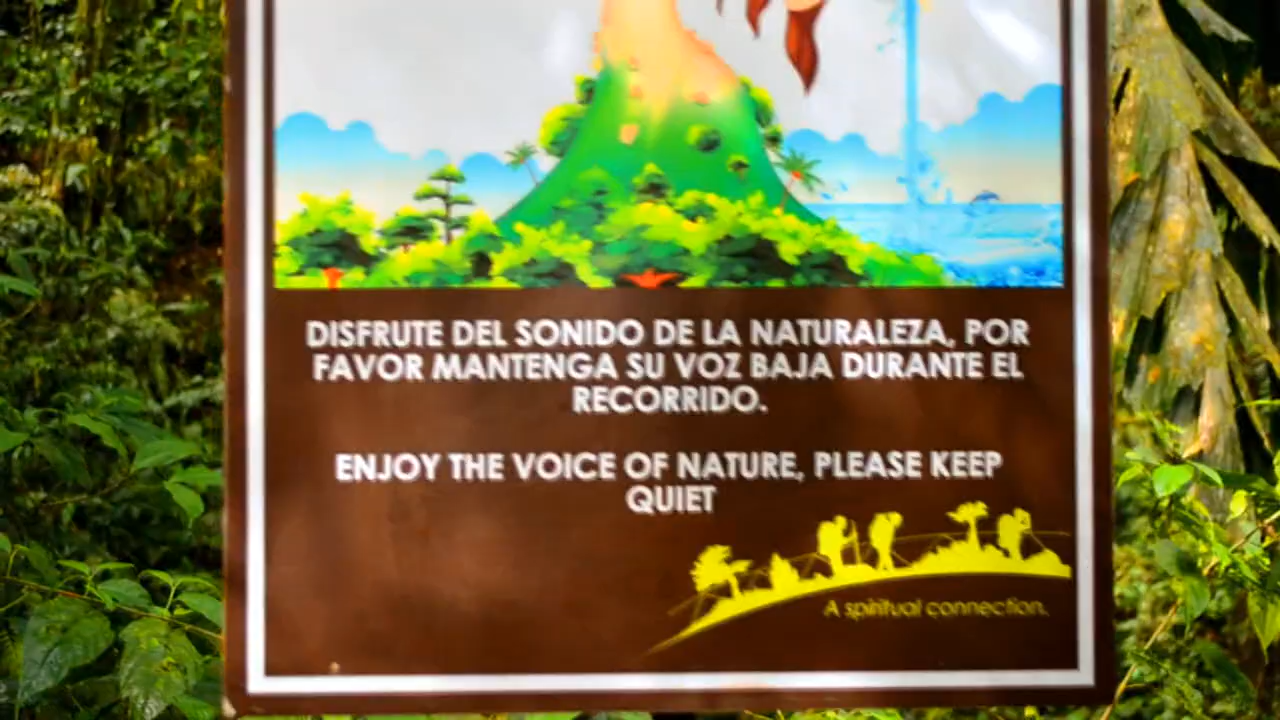 DISFRUTE DEL SONIDO DE LA NATURALEZA, POR
FAVOR MANTENGA SU VOZ BAJA DURANTE EL
RECORRIDO.
ENJOY THE VOICE OF NATURE, PLEASE KEEP
QUIET
A spiritual connection.